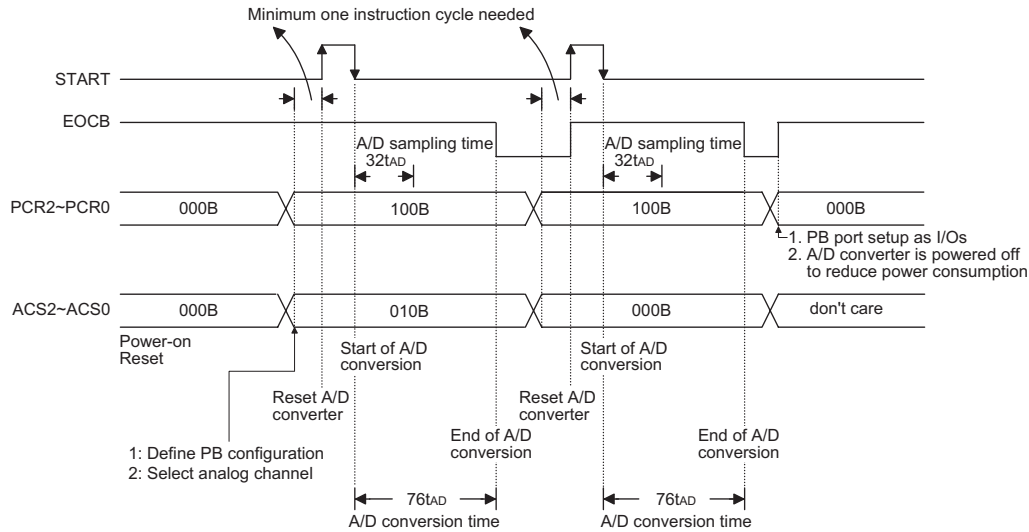 Minimum one instruction cycle needed
START
EOCB
A/D sampling time
32tAD
A/D sampling time
32tAD
PCR2~PCR0
000B
100B
100B
000B
1. PB port setup as I/Os
2. A/D converter is powered off
to reduce power consumption
ACS2~ACS0
000B
010B
000B
don't care
Power-on
Reset
Start of A/D
conversion
Start of A/D
conversion
Reset A/D
converter
Reset A/D
converter
1: Define PB configuration
2: Select analog channel
End of A/D
conversion
End of A/D
conversion
76tAD
A/D conversion time
76tAD
A/D conversion time